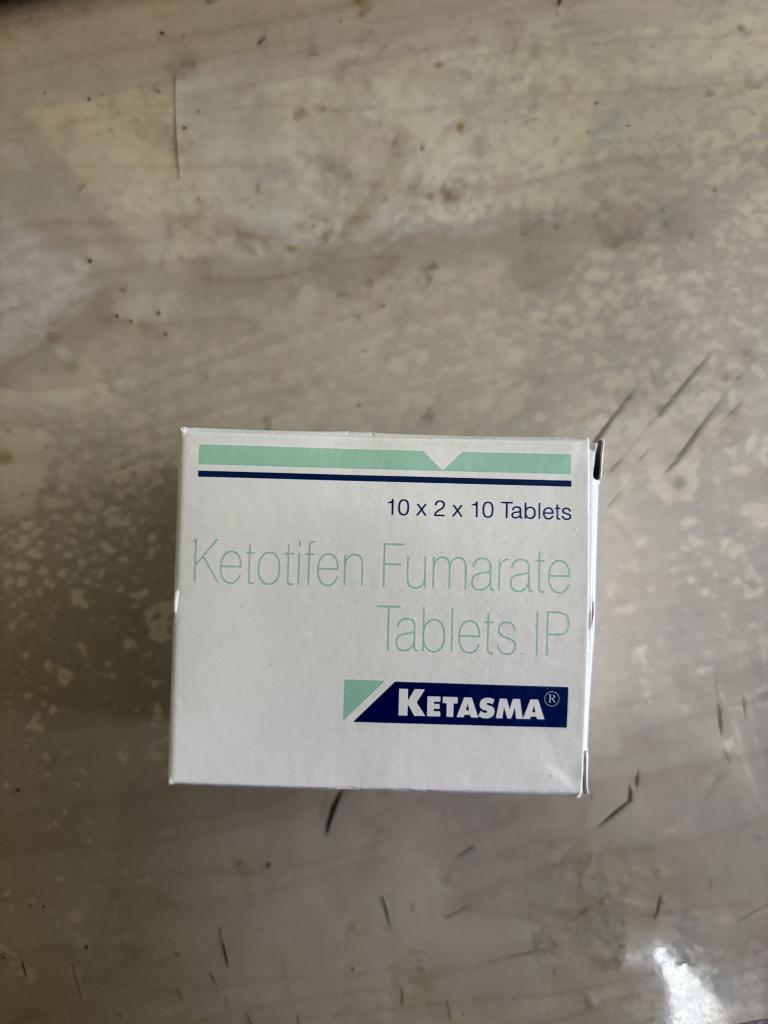 10 x 2 x 10 Tablets
Ketotifen Fumarate
Tablets IP
KETASMA®